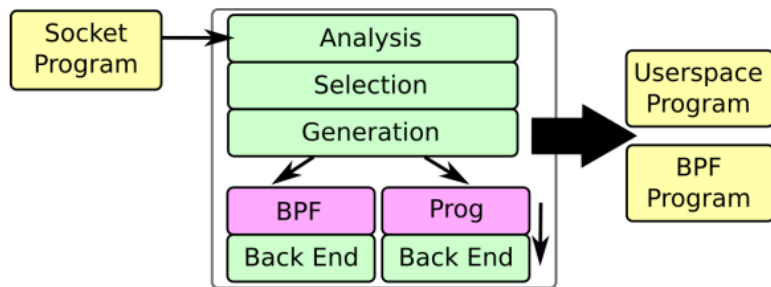 Socket
Program
Analysis
Selection
Generation
BPF
Prog
Back End
Back End
Userspace
Program
BPF
Program